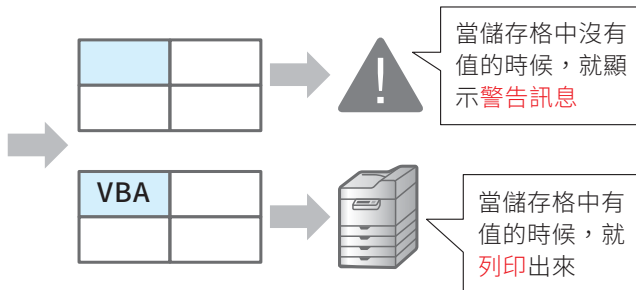 當儲存格中沒有
值的時候，就顯
示警告訊息
VBA
當儲存格中有
值的時候，就
列印出來